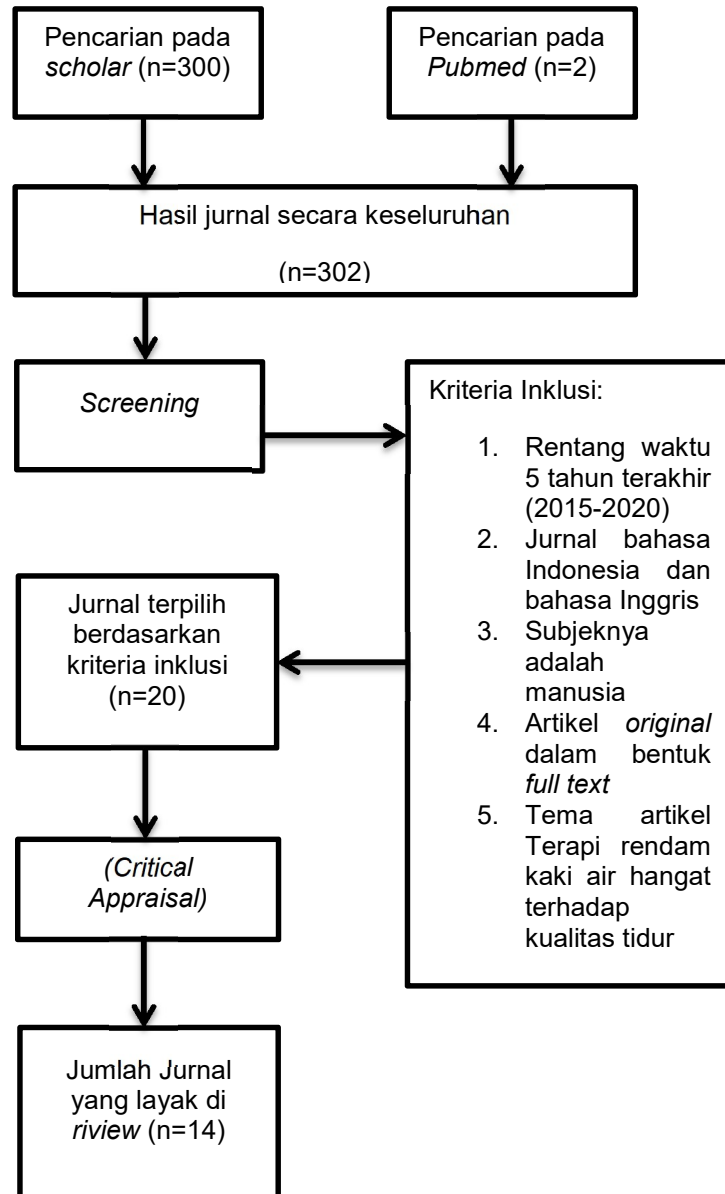 Pencarian pada
scholar (n=300)
Pencarian pada
Pubmed (n=2)
Hasil jurnal secara keseluruhan
(n=302)
Screening
Kriteria Inklusi:
1. Rentang waktu
5 tahun terakhir
(2015-2020)
2. Jurnal bahasa
Indonesia dan
bahasa Inggris
3. Subjeknya
adalah
manusia
4. Artikel original
dalam bentuk
full text
5. Tema artikel
Terapi rendam
kaki air hangat
terhadap
kualitas tidur
Jurnal terpilih
berdasarkan
kriteria inklusi
(n=20)
(Critical
Appraisal)
Jumlah Jurnal
yang layak di
riview (n=14)